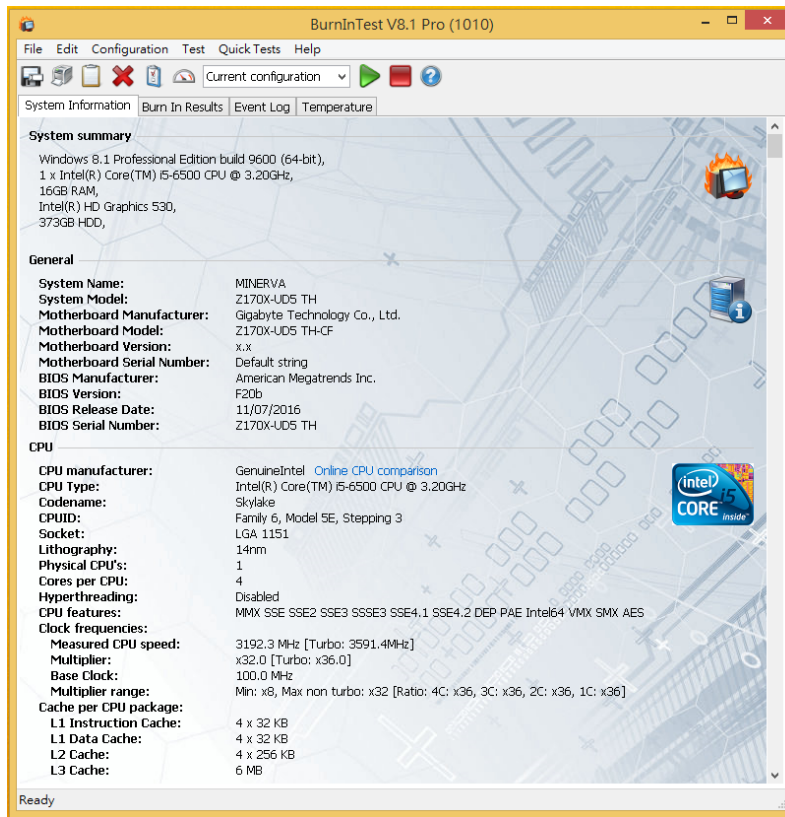 BurnInTest V8.1 Pro (1010)
File Edit Configuration Test Quick Tests Help
Current configuration
System Information Burn In Results Event Log Temperature
System summary
Windows 8.1 Professional Edition build 9600 (64-bit),
1 x Intel(R) Core(TM) i5-6500 CPU @ 3.20GHz,
16GB RAM,
Intel(R) HD Graphics 530,
373GB HDD,
General
System Name: MINERVA
System Model: Z170X-UD5 TH
Motherboard Manufacturer: Gigabyte Technology Co., Ltd.
Motherboard Model: Z170X-UD5 TH-CF
Motherboard Version: x.x
Motherboard Serial Number: Default string
BIOS Manufacturer: American Megatrends Inc.
BIOS Version: F20b
BIOS Release Date: 11/07/2016
BIOS Serial Number: Z170X-UD5 TH
CPU
CPU manufacturer: GenuineIntel Online CPU comparison
CPU Type: Intel(R) Core(TM) i5-6500 CPU @ 3.20GHz
Codename: Skylake
CPUID: Family 6, Model 5E, Stepping 3
Socket: LGA 1151
Lithography: 14nm
Physical CPU's: 1
Cores per CPU: 4
Hyperthreading: Disabled
CPU features: MMX SSE SSE2 SSE3 SSSE3 SSE4.1 SSE4.2 DEP PAE Intel64 VMX SMX AES
Clock frequencies:
Measured CPU speed: 3192.3 MHz [Turbo: 3591.4MHz]
Multiplier: x32.0 [Turbo: x36.0]
Base Clock: 100.0 MHz
Multiplier range: Min: x8, Max non turbo: x32 [Ratio: 4C: x36, 3C: x36, 2C: x36, 1C: x36]
Cache per CPU package:
L1 Instruction Cache: 4 x 32 KB
L1 Data Cache: 4 x 32 KB
L2 Cache: 4 x 256 KB
L3 Cache: 6 MB
(intel) i5
CORE inside
Ready